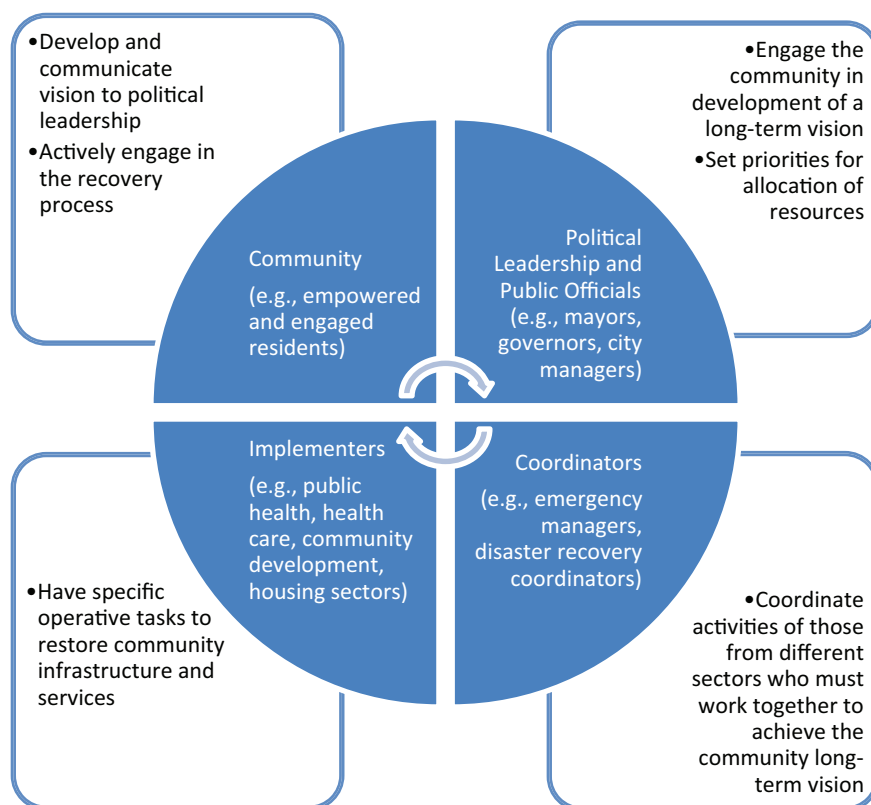 •Develop and
communicate
vision to political
leadership
•Actively engage in
the recovery
process
•Engage the
community in
development of a
long-term vision
•Set priorities for
allocation of
resources
Community
(e.g., empowered
and engaged
residents)
Political
Leadership and
Public Officials
(e.g., mayors,
governors, city
managers)
Implementers
(e.g., public
health, health
care, community
development,
housing sectors)
Coordinators
(e.g., emergency
managers,
disaster recovery
coordinators)
•Have specific
operative tasks to
restore community
infrastructure and
services
•Coordinate
activities of those
from different
sectors who must
work together to
achieve the
community long-
term vision